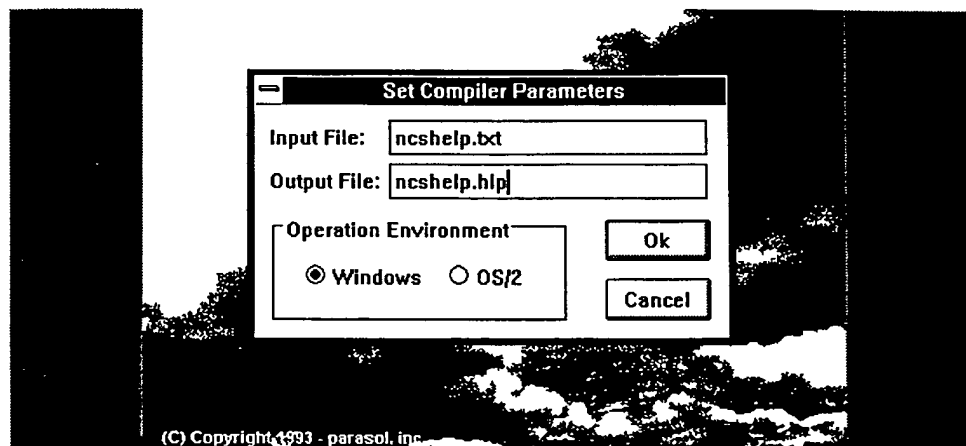 Set Compiler Parameters
Input File: ncshelp.txt
Output File: ncshelp.hlp
Operation Environment
Windows OS/2
Ok
Cancel
(C) Copyright 1993 - parasol, inc.